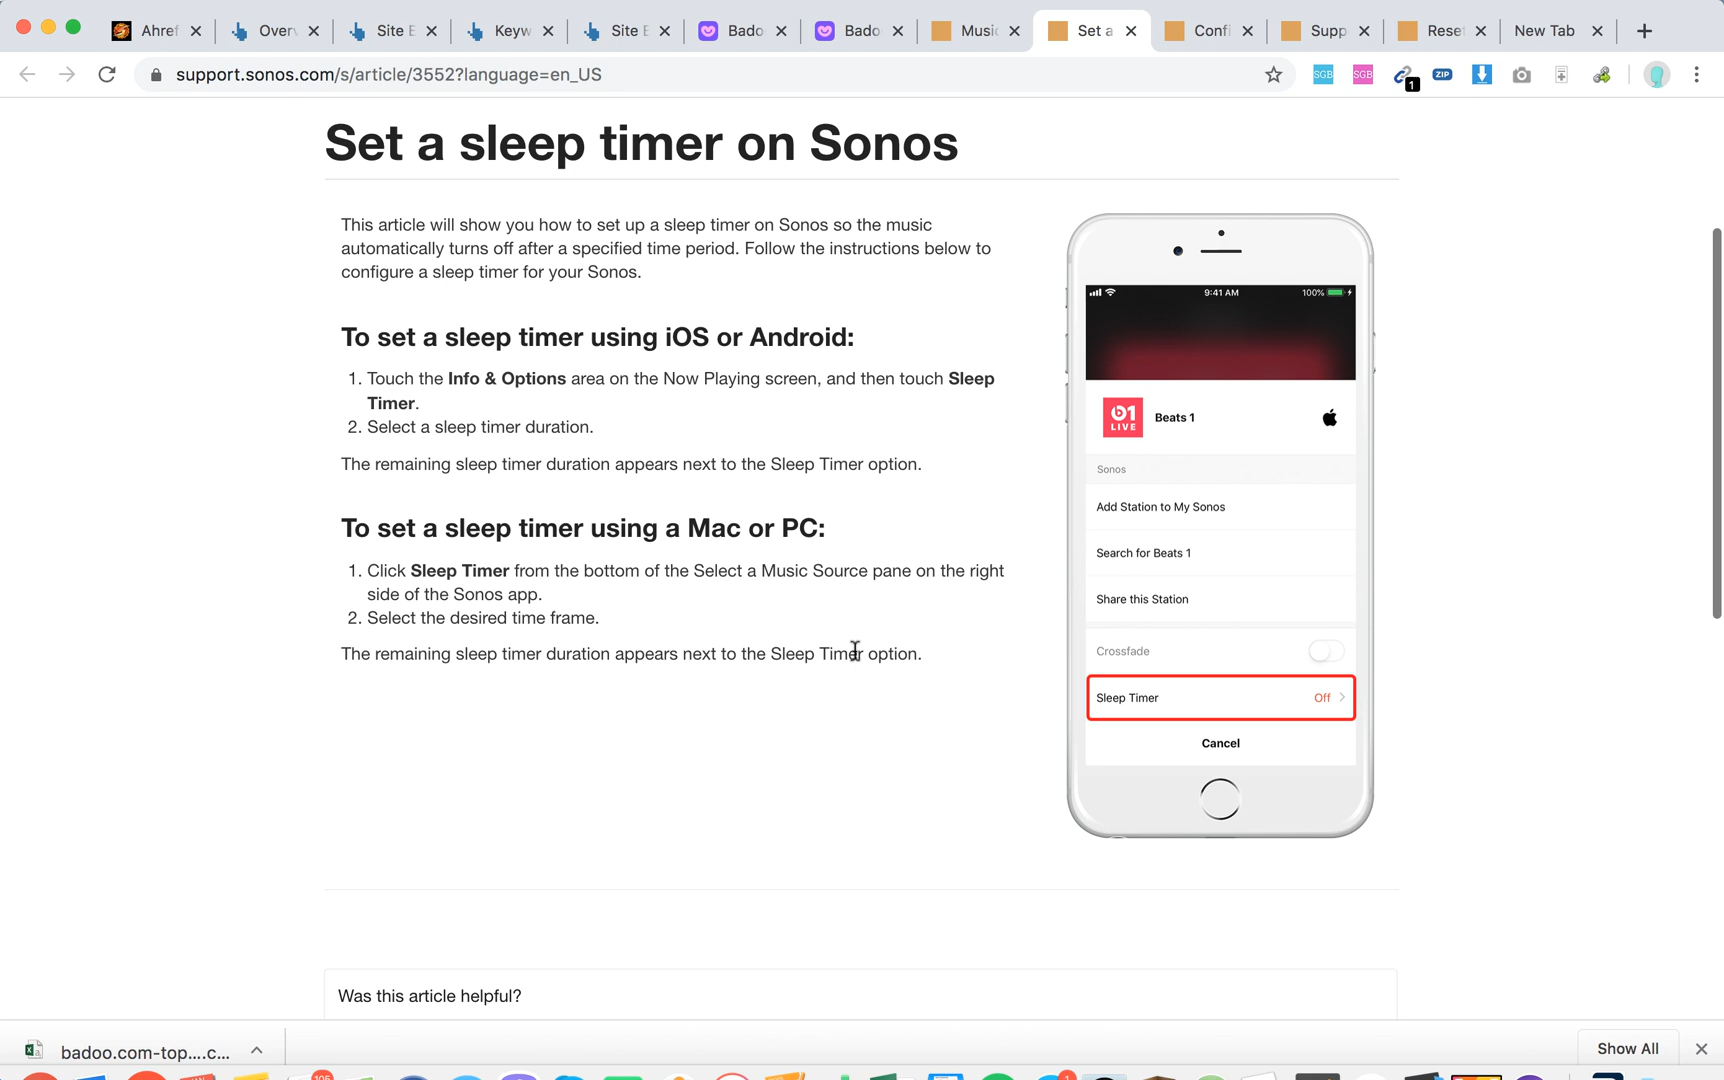 Ahref
Over
Site E
Keyw
Site E
Bado
Bado
Music
Set a
Confi
Supp
Rese
New Tab
support.sonos.com/s/article/3552?language=en_US
SGB
SGB
1
ZIP
Set a sleep timer on Sonos
This article will show you how to set up a sleep timer on Sonos so the music
automatically turns off after a specified time period. Follow the instructions below to
configure a sleep timer for your Sonos.
To set a sleep timer using iOS or Android:
1. Touch the Info & Options area on the Now Playing screen, and then touch Sleep
Timer.
2. Select a sleep timer duration.
The remaining sleep timer duration appears next to the Sleep Timer option.
To set a sleep timer using a Mac or PC:
1. Click Sleep Timer from the bottom of the Select a Music Source pane on the right
side of the Sonos app.
2. Select the desired time frame.
The remaining sleep timer duration appears next to the Sleep Timer option.
9:41 AM
100%
LIVE
Beats 1
Sonos
Add Station to My Sonos
Search for Beats 1
Share this Station
Crossfade
Sleep Timer
Off
Cancel
Was this article helpful?
badoo.com-top....c...
Show All
105
1